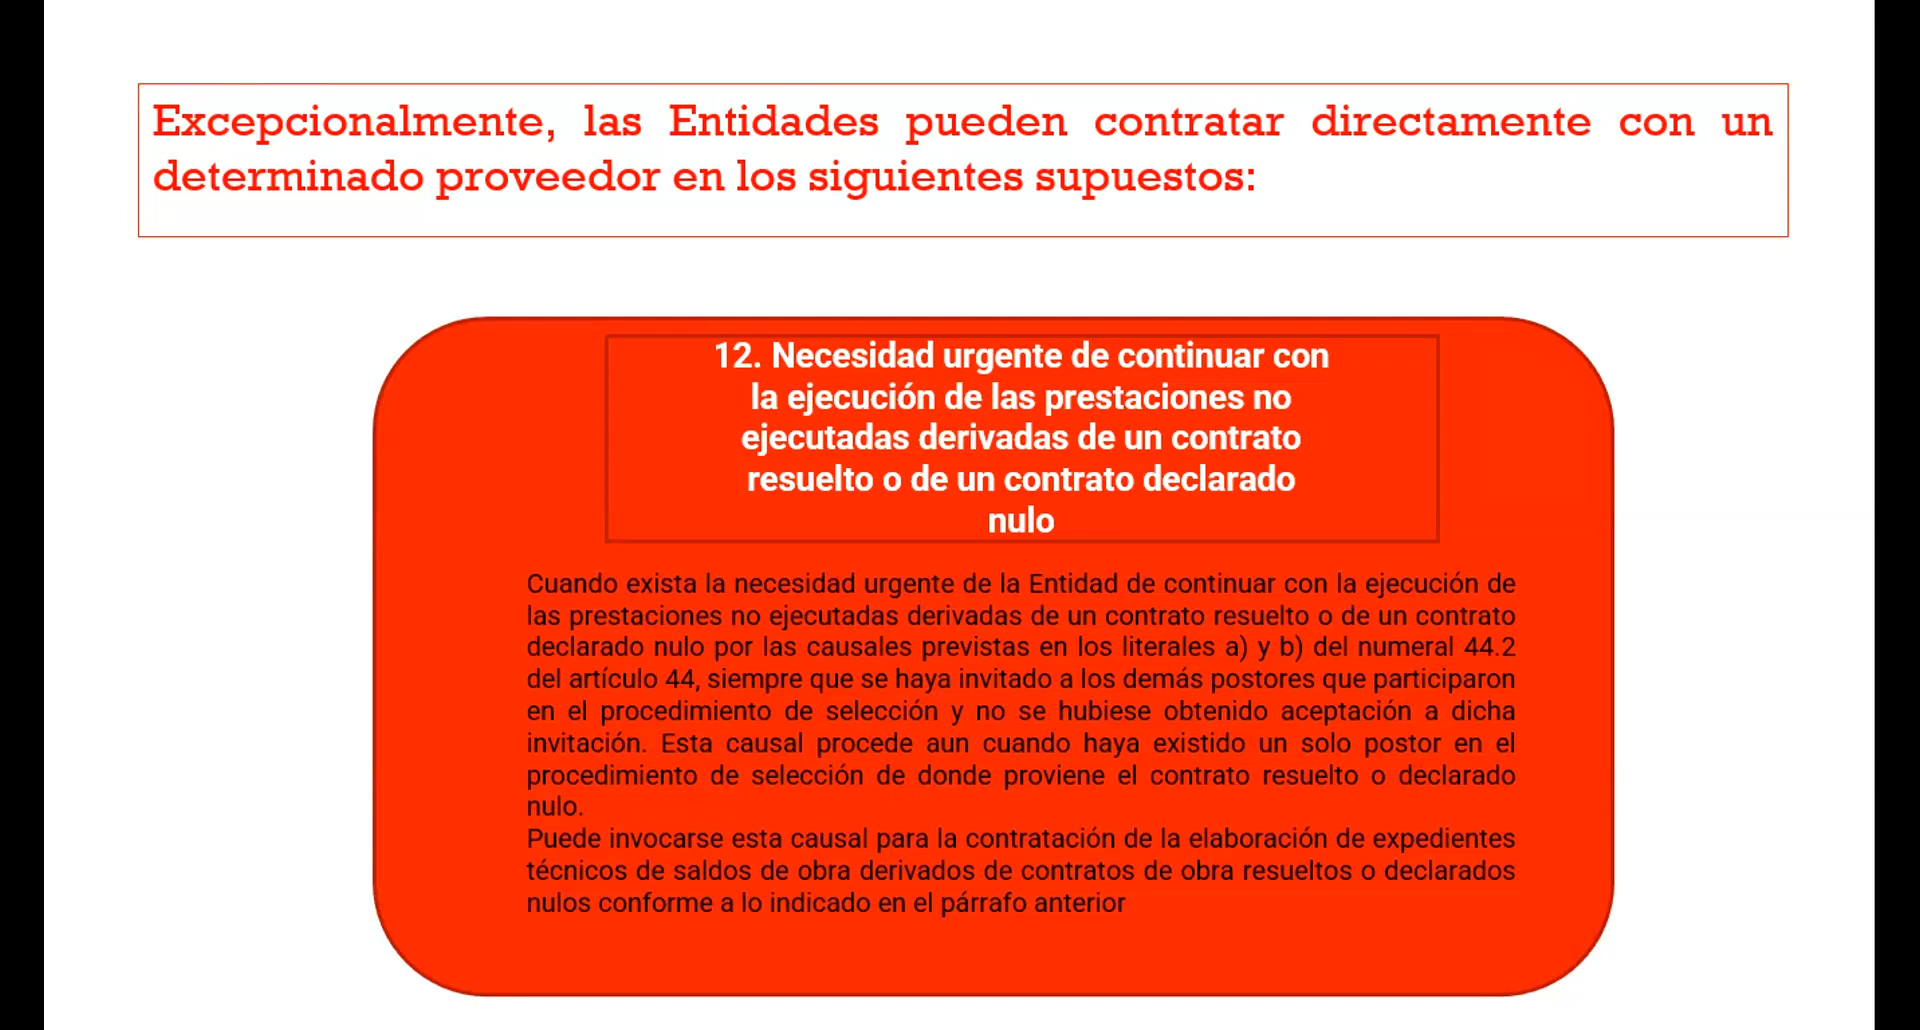 Excepcionalmente, las Entidades pueden contratar directamente con un
determinado proveedor en los siguientes supuestos:
12. Necesidad urgente de continuar con
la ejecución de las prestaciones no
ejecutadas derivadas de un contrato
resuelto o de un contrato declarado
nulo
Cuando exista la necesidad urgente de la Entidad de continuar con la ejecución de
las prestaciones no ejecutadas derivadas de un contrato resuelto o de un contrato
declarado nulo por las causales previstas en los literales a) y b) del numeral 44.2
del artículo 44, siempre que se haya invitado a los demás postores que participaron
en el procedimiento de selección y no se hubiese obtenido aceptación a dicha
invitación. Esta causal procede aun cuando haya existido un solo postor en el
procedimiento de selección de donde proviene el contrato resuelto o declarado
nulo.
Puede invocarse esta causal para la contratación de la elaboración de expedientes
técnicos de saldos de obra derivados de contratos de obra resueltos o declarados
nulos conforme a lo indicado en el párrafo anterior